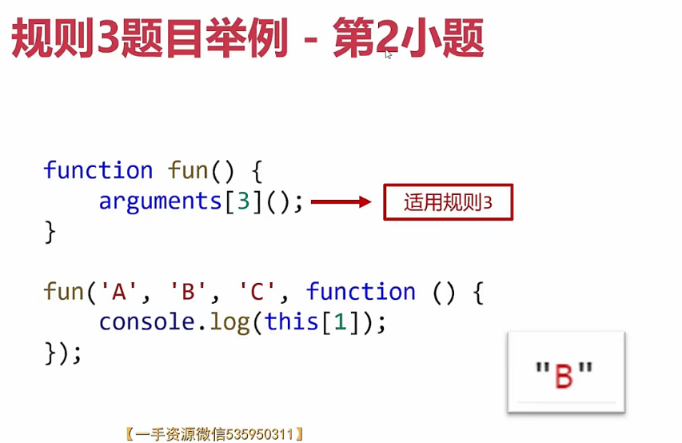 规则3题目举例 - 第2小题
function fun() {
    arguments[3]();
适用规则3
}
fun('A', 'B', 'C', function () {
    console.log(this[1]);
});
"B"
【一手资源微信535950311】